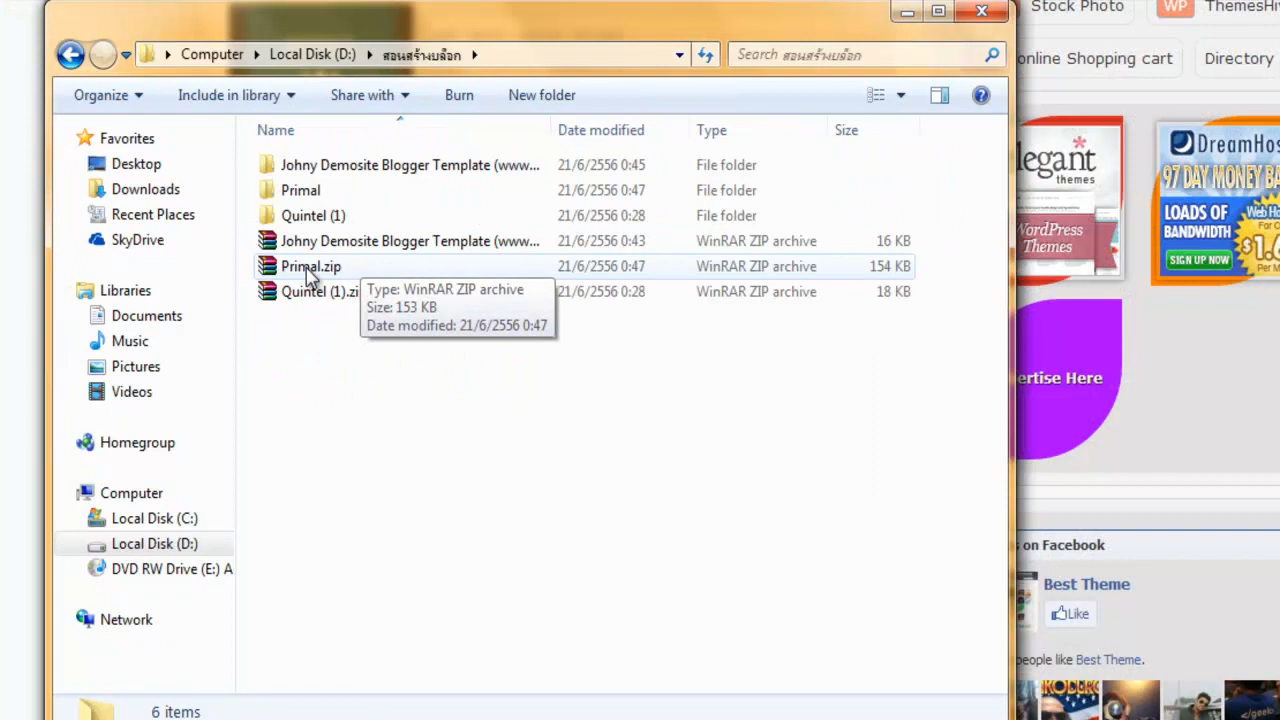 Computer
Local Disk (D:)
สอนสร้างบล็อก
Search สอนสร้างบล็อก
Organize
Include in library
Share with
Burn
New folder
Name
Date modified
Type
Size
Favorites
Desktop
Downloads
Recent Places
SkyDrive
Libraries
Documents
Music
Pictures
Videos
Homegroup
Computer
Local Disk (C:)
Local Disk (D:)
DVD RW Drive (E:) A
Network
Johny Demosite Blogger Template (www... 21/6/2556 0:45 File folder
Primal 21/6/2556 0:47 File folder
Quintel (1) 21/6/2556 0:28 File folder
Johny Demosite Blogger Template (www... 21/6/2556 0:43 WinRAR ZIP archive 16 KB
Primal.zip 21/6/2556 0:47 WinRAR ZIP archive 154 KB
Quintel (1).zi 21/6/2556 0:28 WinRAR ZIP archive 18 KB
Type: WinRAR ZIP archive
Size: 153 KB
Date modified: 21/6/2556 0:47
6 items
Stock Photo
WP
ThemesHi
online Shopping cart
Directory
legant
themes
WordPress
Themes
DreamHos
97 DAY MONEY BA
LOADS OF
BANDWIDTH
SIGN UP NOW
ertise Here
s on Facebook
Best Theme
Like
people like Best Theme.